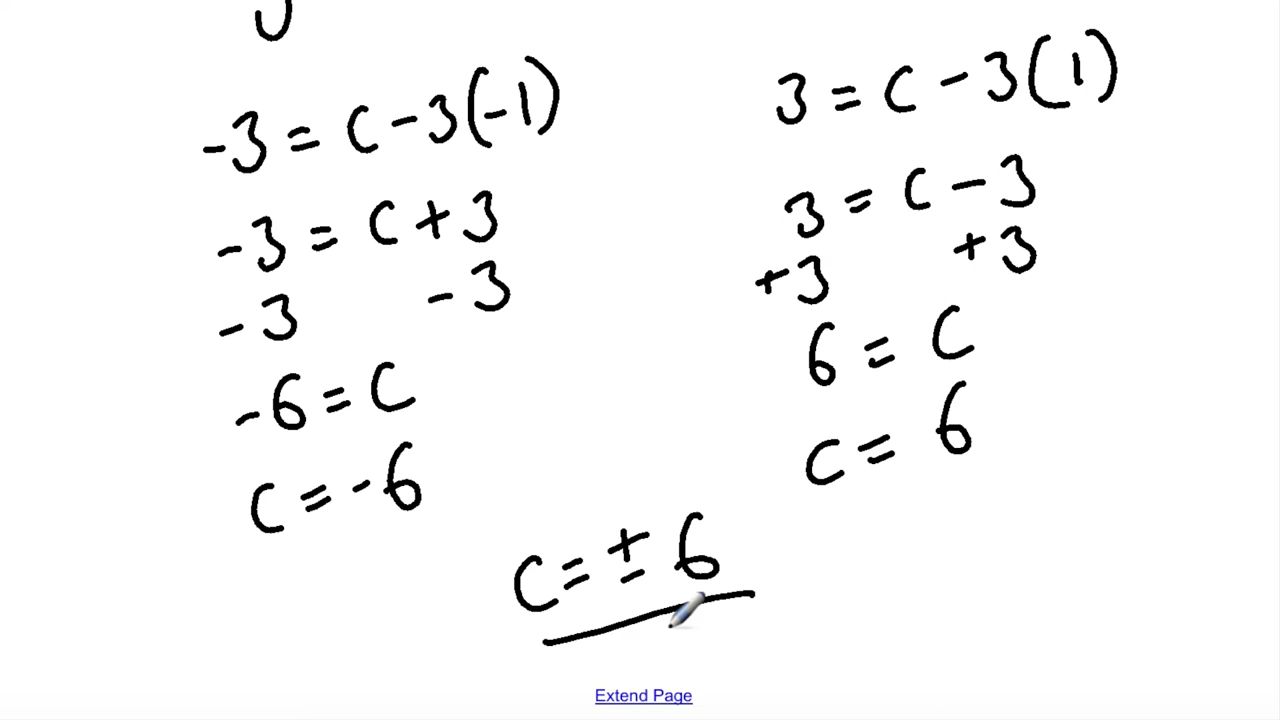 -3 = c - 3(-1)
-3 = c + 3
-3 - 3
-6 = c
c = -6
3 = c - 3(1)
3 = c - 3
+3 +3
6 = c
c = 6
c = ± 6
Extend Page